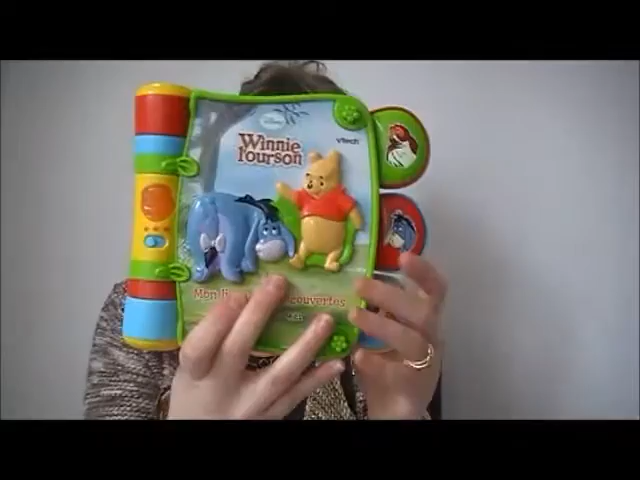 Disney
vtech
Winnie
l'ourson
Mon li couvertes